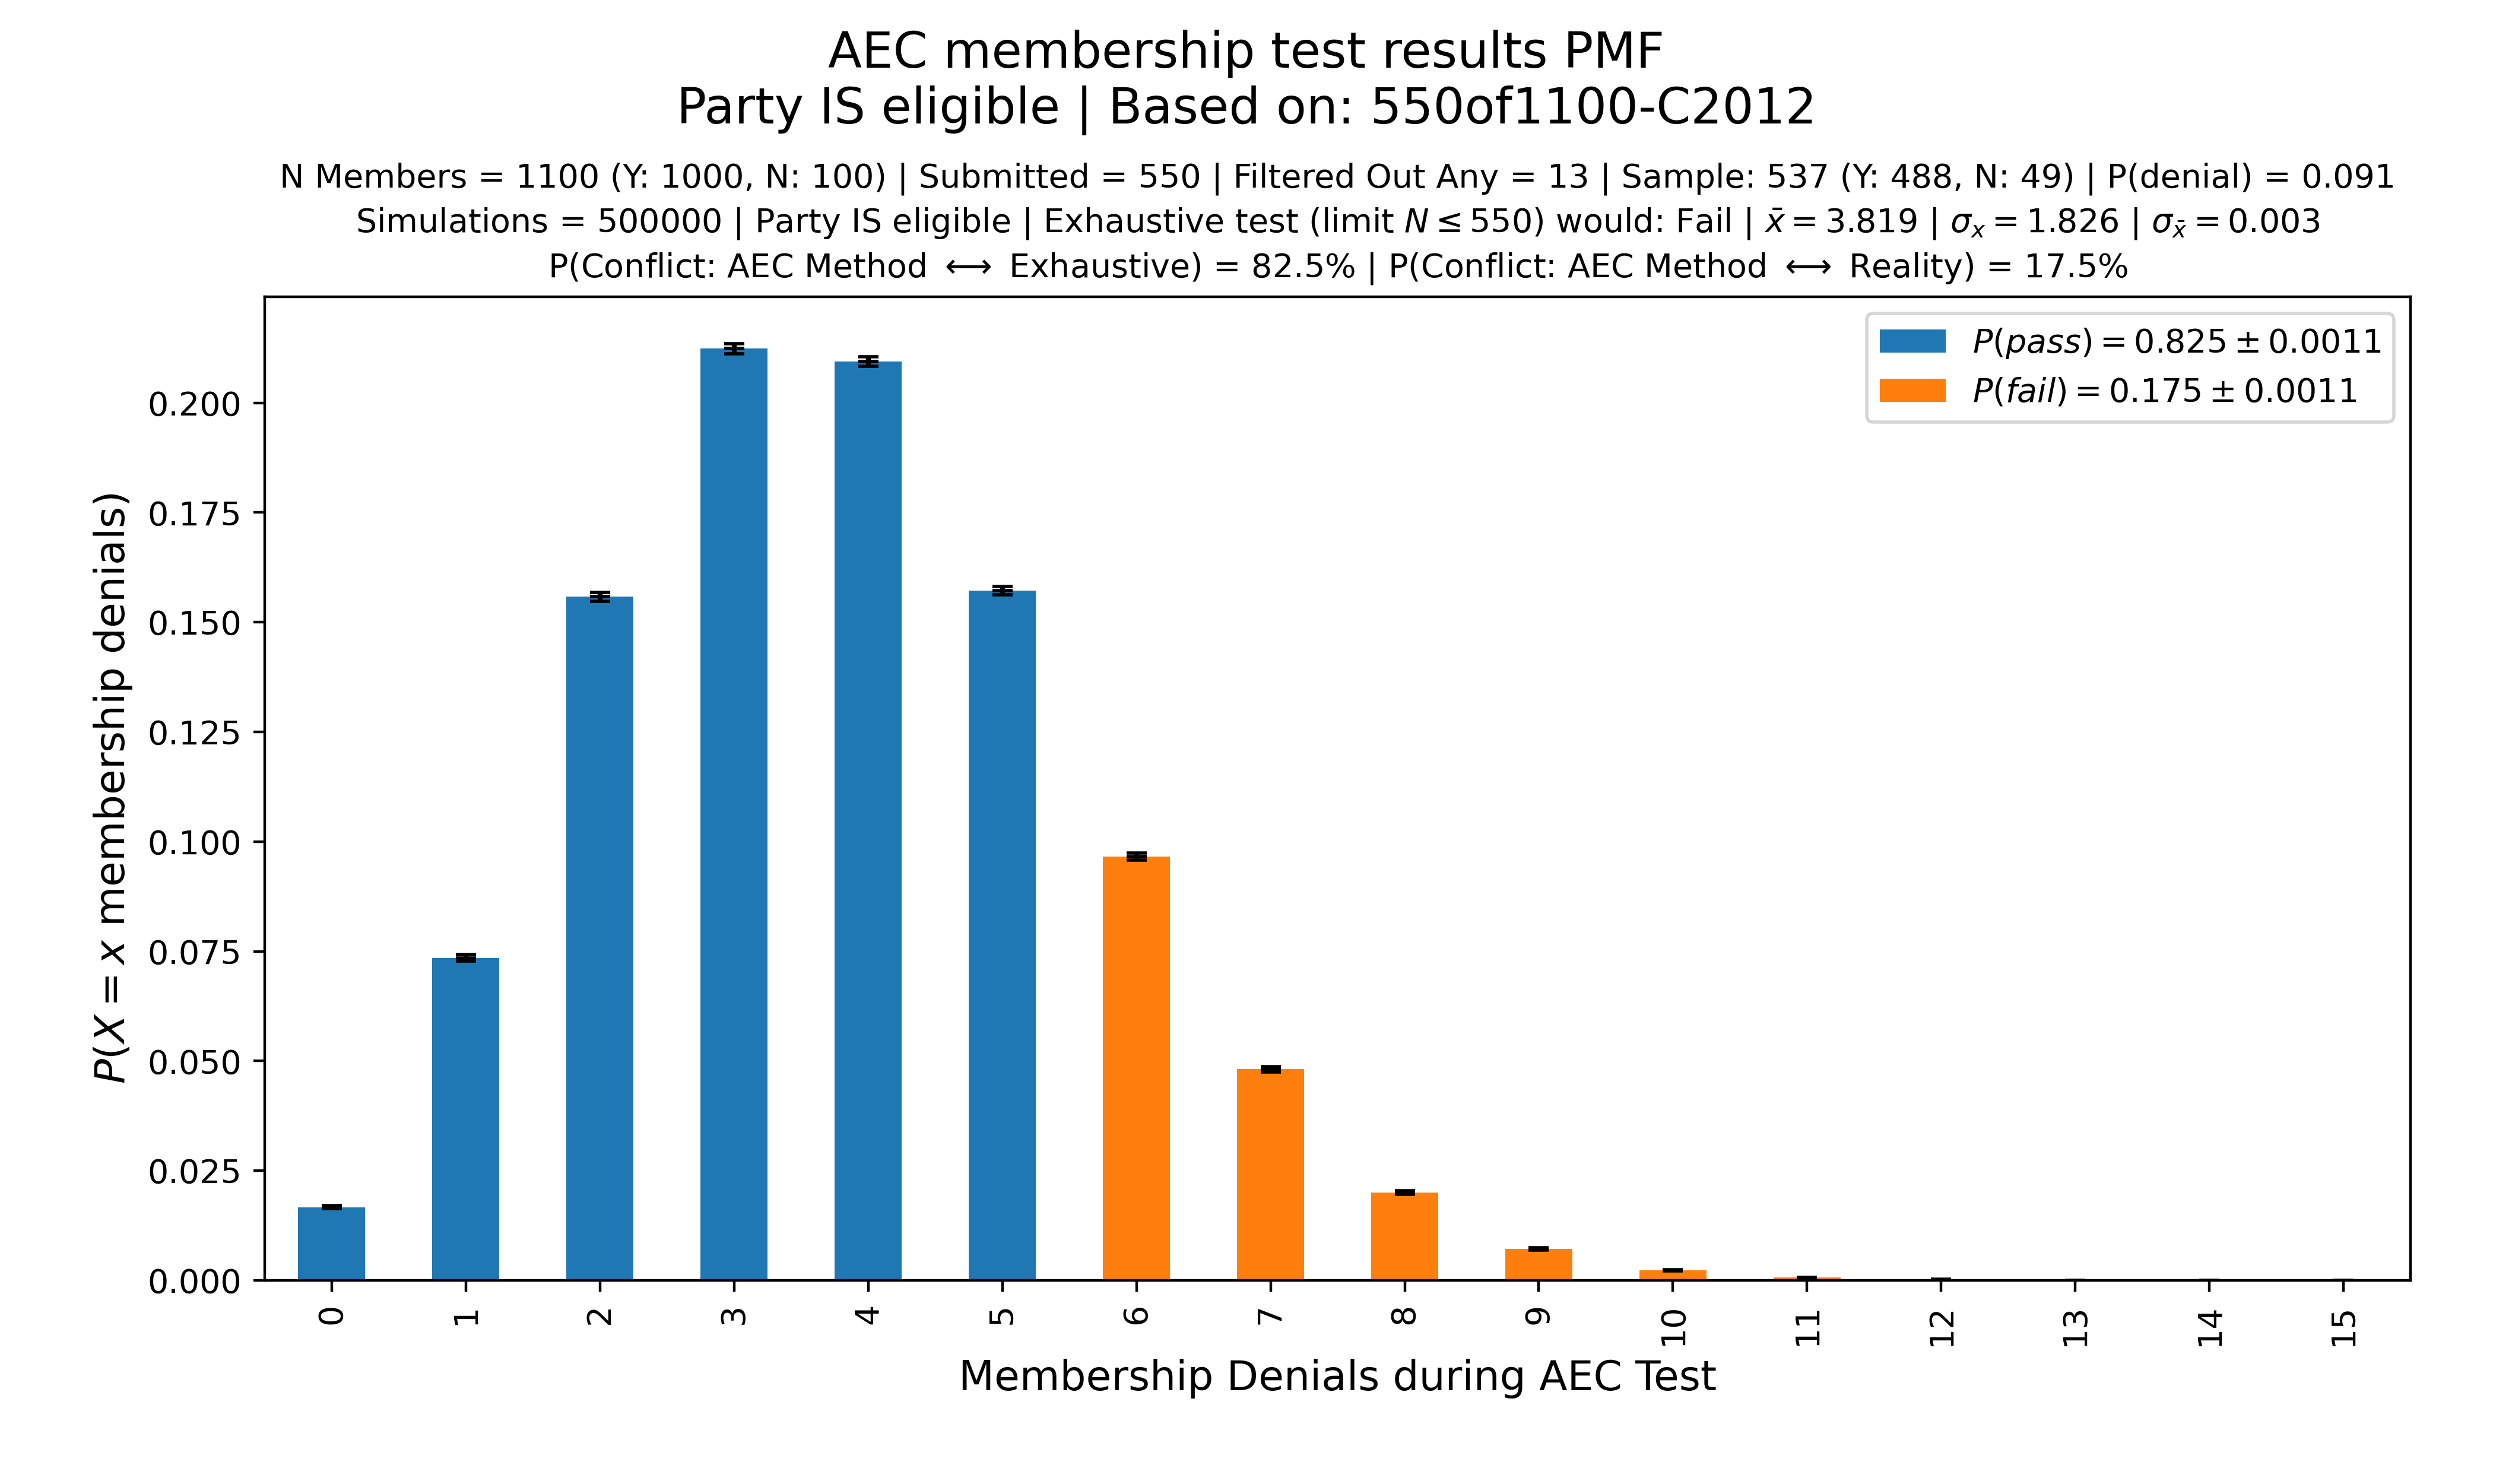 AEC membership test results PMF
Party IS eligible | Based on: 550of1100-C2012
N Members = 1100 (Y: 1000, N: 100) | Submitted = 550 | Filtered Out Any = 13 | Sample: 537 (Y: 488, N: 49) | P(denial) = 0.091
Simulations = 500000 | Party IS eligible | Exhaustive test (limit N ≤ 550) would: Fail | x̄ = 3.819 | σₓ = 1.826 | σ_x̄ = 0.003
P(Conflict: AEC Method ⟷ Exhaustive) = 82.5% | P(Conflict: AEC Method ⟷ Reality) = 17.5%
P(pass) = 0.825 ± 0.0011
P(fail) = 0.175 ± 0.0011
P(X = x membership denials)
0.200
0.175
0.150
0.125
0.100
0.075
0.050
0.025
0.000
0 1 2 3 4 5 6 7 8 9 10 11 12 13 14 15
Membership Denials during AEC Test